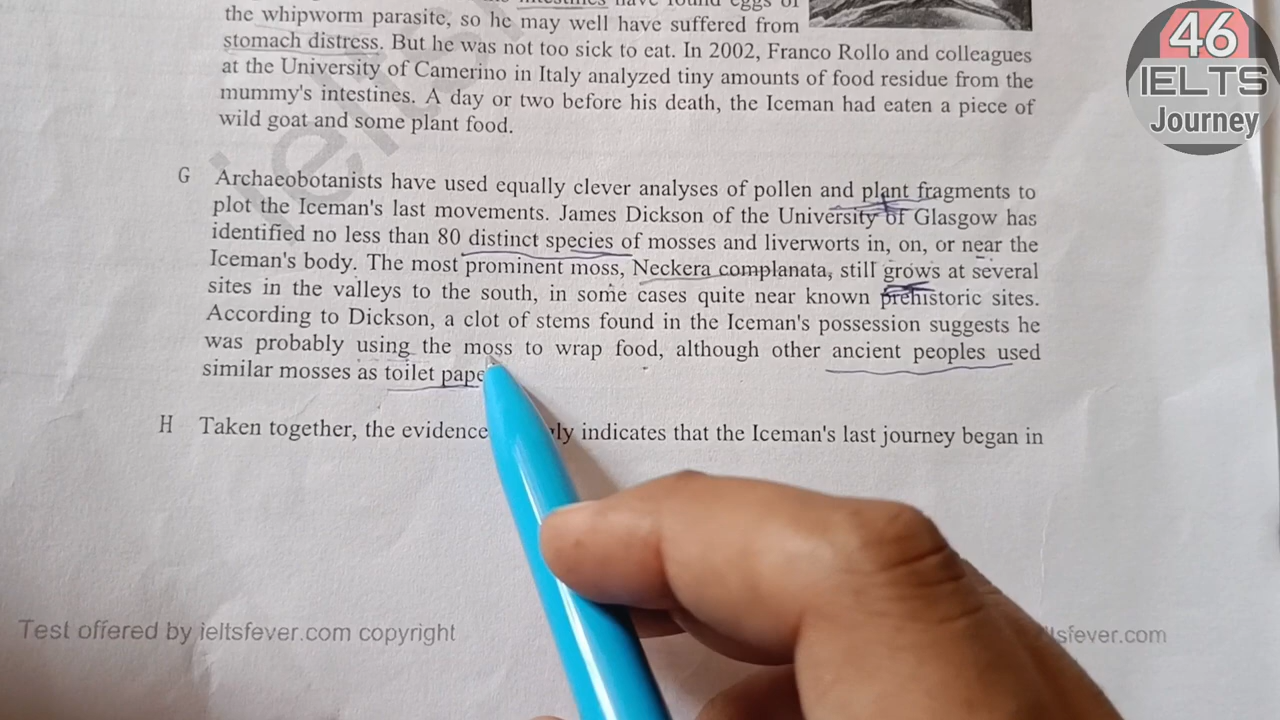 intestines have found eggs of
the whipworm parasite, so he may well have suffered from
stomach distress. But he was not too sick to eat. In 2002, Franco Rollo and colleagues
at the University of Camerino in Italy analyzed tiny amounts of food residue from the
mummy's intestines. A day or two before his death, the Iceman had eaten a piece of
wild goat and some plant food.
G Archaeobotanists have used equally clever analyses of pollen and plant fragments to
plot the Iceman's last movements. James Dickson of the University of Glasgow has
identified no less than 80 distinct species of mosses and liverworts in, on, or near the
Iceman's body. The most prominent moss, Neckera complanata, still grows at several
sites in the valleys to the south, in some cases quite near known prehistoric sites.
According to Dickson, a clot of stems found in the Iceman's possession suggests he
was probably using the moss to wrap food, although other ancient peoples used
similar mosses as toilet pape
H Taken together, the evidence indicates that the Iceman's last journey began in
Test offered by ieltsfever.com copyright
ltsfever.com
46
IELTS
Journey